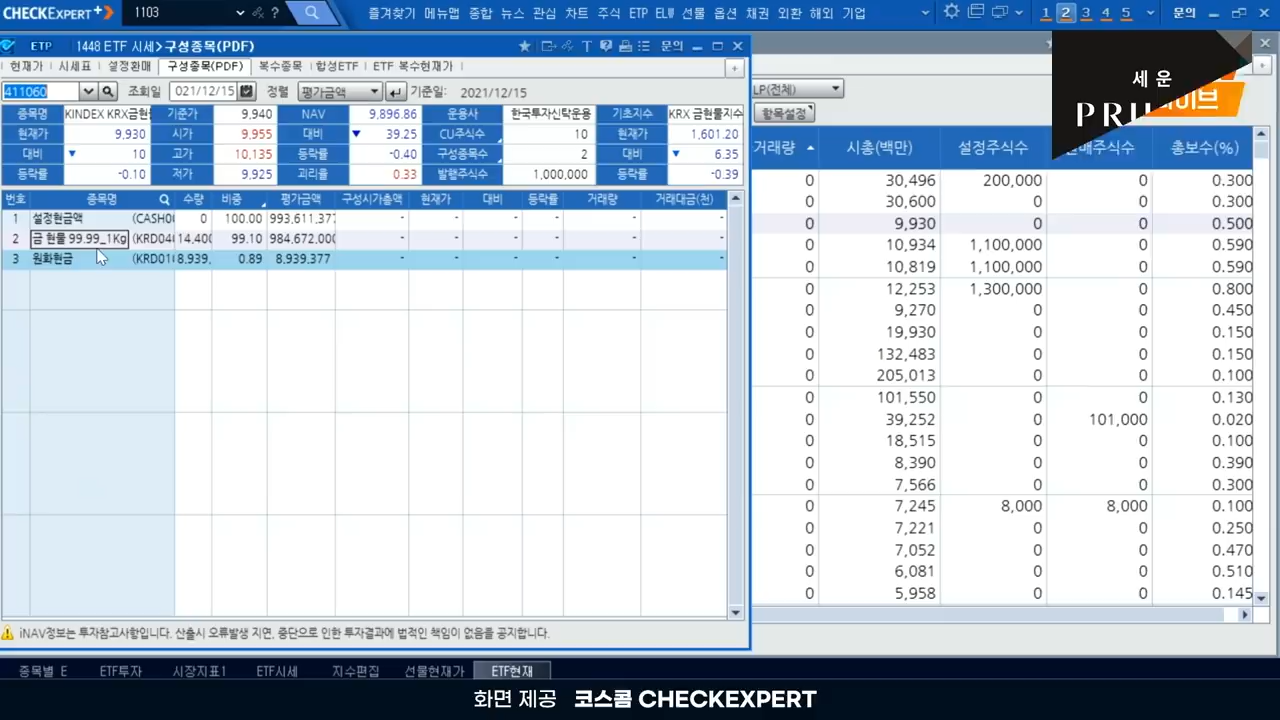 CHECKEXPERT+ 1103 ? 즐겨찾기 메뉴맵 종합 뉴스 관심 차트 주식 ETP ELW 선물 옵션 채권 외환 해외 기업 1 2 3 4 5 문의
ETP 1448 ETF 시세>구성종목(PDF) T 문의
현재가 시세표 설정환매 구성종목(PDF) 복수종목 합성ETF ETF 복수현재가 +
411060 조회일 021/12/15 정렬 평가금액 기준일: 2021/12/15
종목명 KINDEX KRX금현 기준가 9,940 NAV 9,896.86 운용사 한국투자신탁운용 기초지수 KRX 금현물지수
현재가 9,930 시가 9,955 대비 ▼ 39.25 CU주식수 10 현재가 1,601.20
대비 ▼ 10 고가 10,135 등락률 -0.40 구성종목수 2 대비 ▼ 6.35
등락률 -0.10 저가 9,925 괴리율 0.33 발행주식수 1,000,000 등락률 -0.39
번호 종목명 수량 비중 평가금액 구성시가총액 현재가 대비 등락률 거래량 거래대금(천)
1 설정현금액 (CASH0 0 100.00 993,611,377 - - - - - -
2 금 현물 99.99_1Kg (KRD04 14,400 99.10 984,672,000 - - - - - -
3 원화현금 (KRD01 8,939, 0.89 8,939,377 - - - - - -
iNAV정보는 투자참고사항입니다. 산출시 오류발생 지연, 중단으로 인한 투자결과에 법적인 책임이 없음을 공지합니다.
세운
PRI
이브
LP(전체)
항목설정
거래량 시총(백만) 설정주식수 매주식수 총보수(%)
0 30,496 200,000 0 0.300
0 30,600 0 0 0.300
0 9,930 0 0 0.500
0 10,934 1,100,000 0 0.590
0 10,819 1,100,000 0 0.590
0 12,253 1,300,000 0 0.800
0 9,270 0 0 0.450
0 19,930 0 0 0.150
0 132,483 0 0 0.150
0 205,013 0 0 0.100
0 101,550 0 0 0.130
0 39,252 0 101,000 0.020
0 18,515 0 0 0.100
0 8,390 0 0 0.390
0 7,566 0 0 0.300
0 7,245 8,000 8,000 0.100
0 7,221 0 0 0.250
0 7,052 0 0 0.470
0 6,081 0 0 0.510
0 5,958 0 0 0.145
종목별 E ETF투자 시장지표1 ETF시세 지수편집 선물현재가 ETF현재
화면 제공 코스콤 CHECKEXPERT